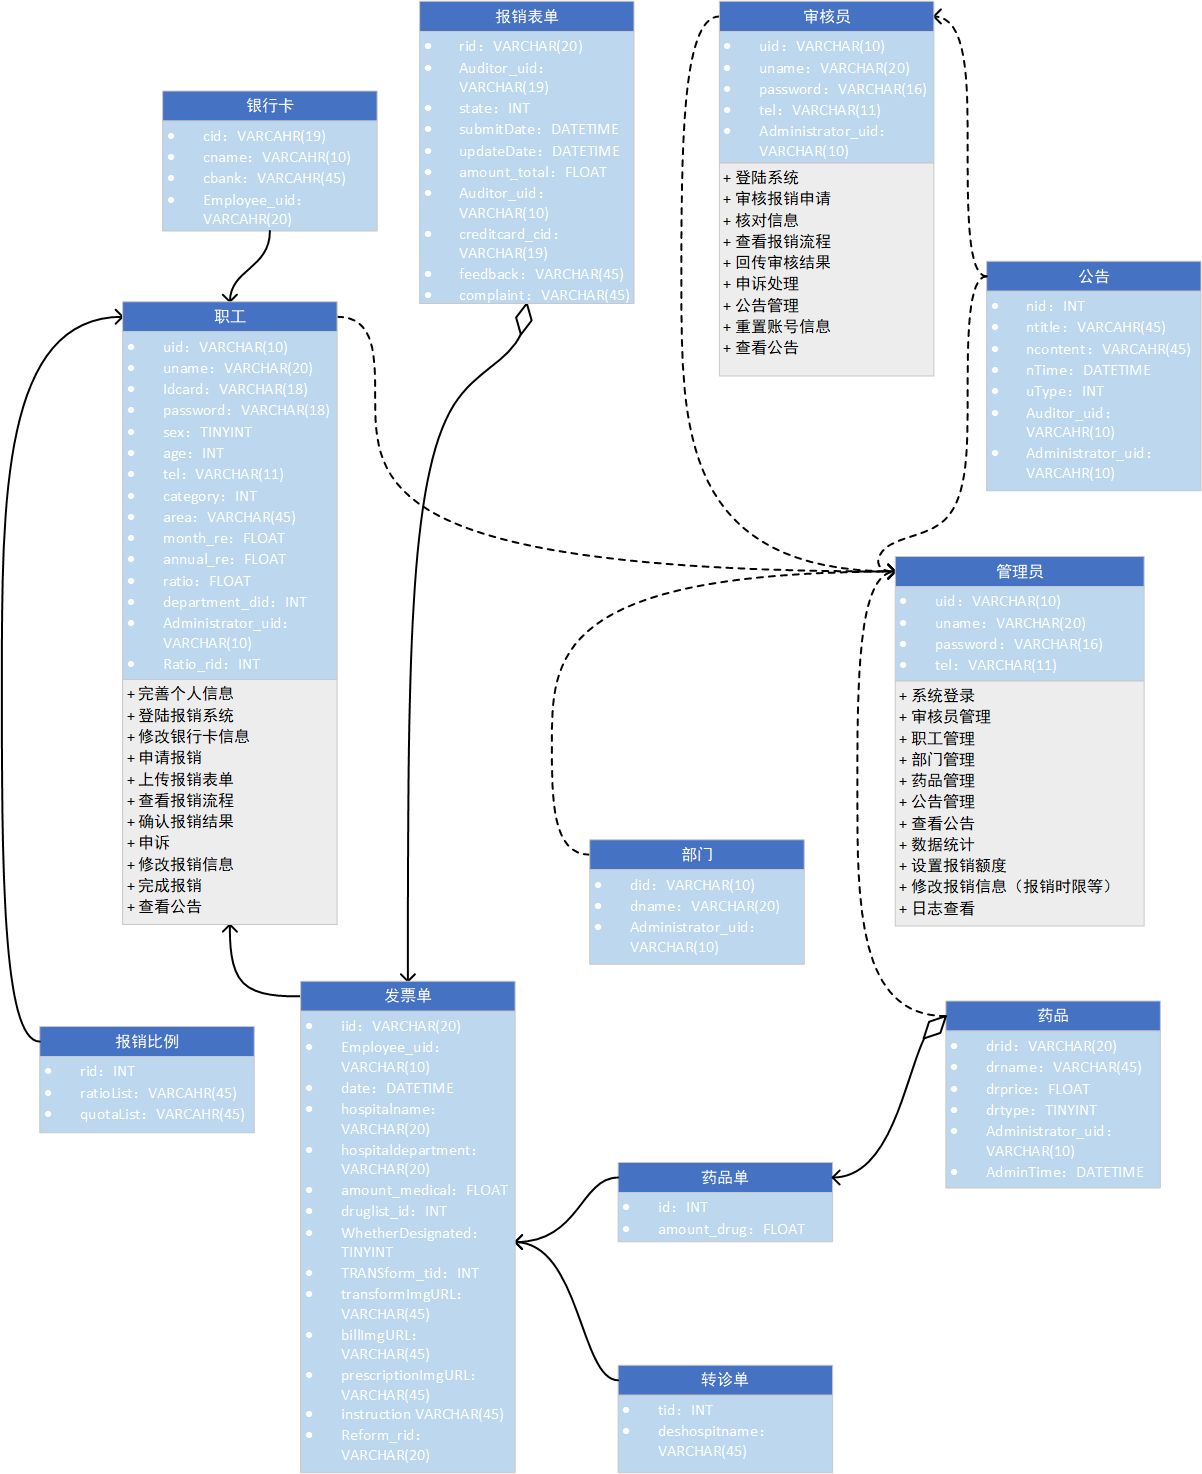 报销表单
rid：VARCHAR(20)
Auditor_uid：
VARCHAR(19)
state：INT
submitDate：DATETIME
updateDate：DATETIME
amount_total：FLOAT
Auditor_uid：
VARCHAR(10)
creditcard_cid：
VARCHAR(19)
feedback：VARCHAR(45)
complaint：VARCHAR(45)
审核员
uid：VARCHAR(10)
uname：VARCHAR(20)
password：VARCHAR(16)
tel：VARCHAR(11)
Administrator_uid：
VARCHAR(10)
+ 登陆系统
+ 审核报销申请
+ 核对信息
+ 查看报销流程
+ 回传审核结果
+ 申诉处理
+ 公告管理
+ 重置账号信息
+ 查看公告
银行卡
cid：VARCAHR(19)
cname：VARCAHR(10)
cbank：VARCAHR(45)
Employee_uid：
VARCAHR(20)
公告
nid：INT
ntitle：VARCAHR(45)
ncontent：VARCAHR(45)
nTime：DATETIME
uType：INT
Auditor_uid：
VARCAHR(10)
Administrator_uid：
VARCAHR(10)
职工
uid：VARCHAR(10)
uname：VARCHAR(20)
Idcard：VARCHAR(18)
password：VARCHAR(18)
sex：TINYINT
age：INT
tel：VARCHAR(11)
category：INT
area：VARCHAR(45)
month_re：FLOAT
annual_re：FLOAT
ratio：FLOAT
department_did：INT
Administrator_uid：
VARCHAR(10)
Ratio_rid：INT
+ 完善个人信息
+ 登陆报销系统
+ 修改银行卡信息
+ 申请报销
+ 上传报销表单
+ 查看报销流程
+ 确认报销结果
+ 申诉
+ 修改报销信息
+ 完成报销
+ 查看公告
管理员
uid：VARCHAR(10)
uname：VARCHAR(20)
password：VARCHAR(16)
tel：VARCHAR(11)
+ 系统登录
+ 审核员管理
+ 职工管理
+ 部门管理
+ 药品管理
+ 公告管理
+ 查看公告
+ 数据统计
+ 设置报销额度
+ 修改报销信息（报销时限等）
+ 日志查看
部门
did：VARCHAR(10)
dname：VARCHAR(20)
Administrator_uid：
VARCHAR(10)
发票单
iid：VARCHAR(20)
Employee_uid：
VARCHAR(10)
date：DATETIME
hospitalname：
VARCHAR(20)
hospitaldepartment：
VARCHAR(20)
amount_medical：FLOAT
druglist_id：INT
WhetherDesignated：
TINYINT
TRANSform_tid：INT
transformImgURL：
VARCHAR(45)
billImgURL：
VARCHAR(45)
prescriptionImgURL：
VARCHAR(45)
instruction VARCHAR(45)
Reform_rid：
VARCHAR(20)
报销比例
rid：INT
ratioList：VARCAHR(45)
quotaList：VARCAHR(45)
药品
drid：VARCHAR(20)
drname：VARCHAR(45)
drprice：FLOAT
drtype：TINYINT
Administrator_uid：
VARCHAR(10)
AdminTime：DATETIME
药品单
id：INT
amount_drug：FLOAT
转诊单
tid：INT
deshospitname：
VARCHAR(45)